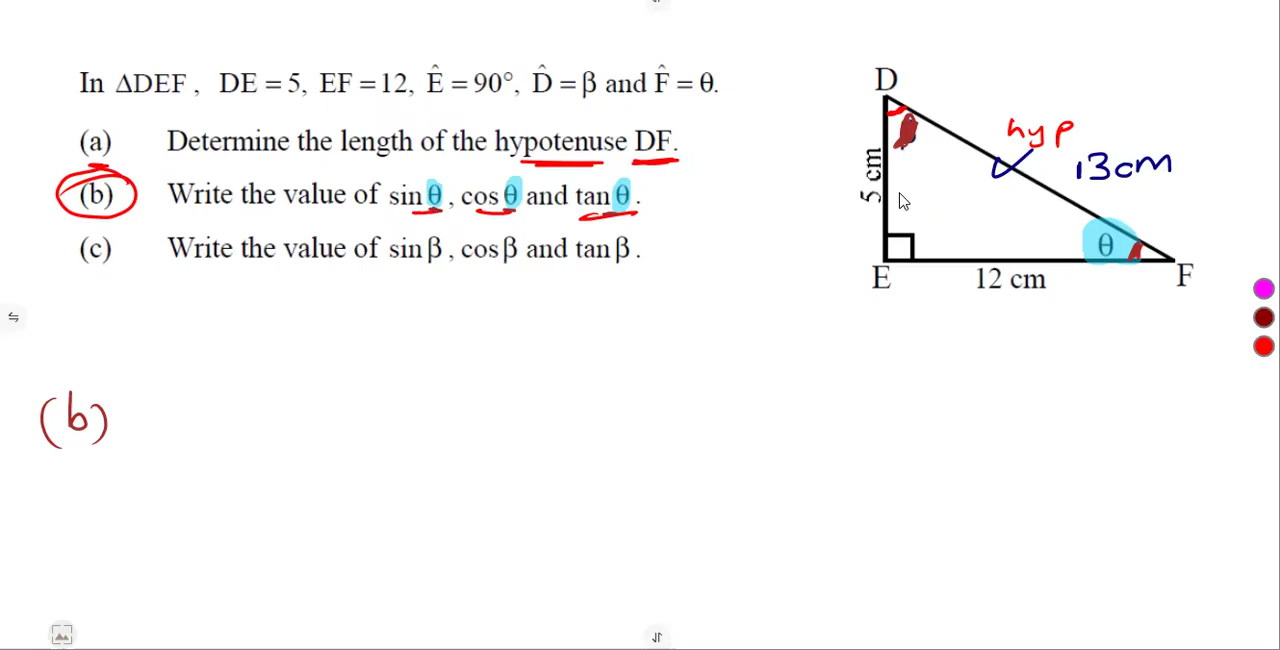 In ΔDEF, DE = 5, EF = 12, Ê = 90°, D̂ = β and F̂ = θ.
(a) Determine the length of the hypotenuse DF.
(b) Write the value of sin θ, cos θ and tan θ.
(c) Write the value of sin β, cos β and tan β.
D
hyp
13cm
5 cm
θ
E
12 cm
F
(b)